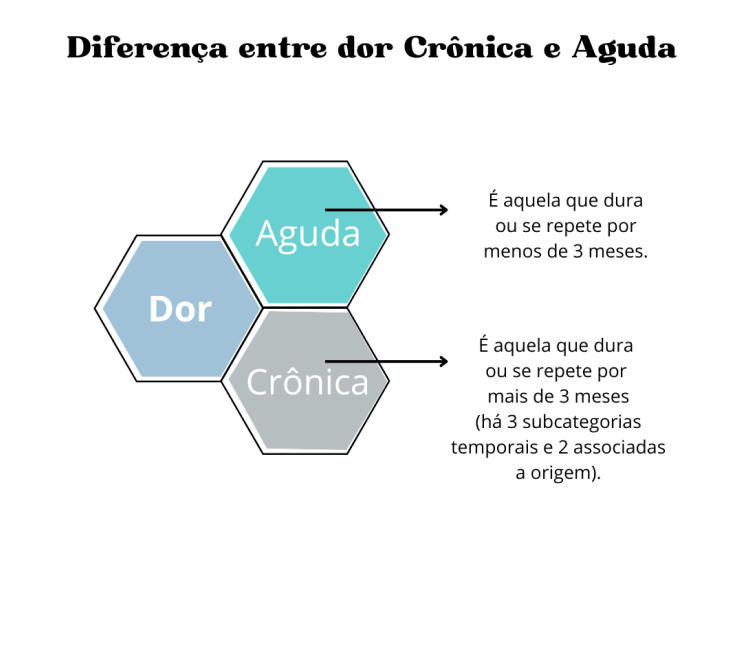 Diferença entre dor Crônica e Aguda
Aguda
É aquela que dura
ou se repete por
menos de 3 meses.
Dor
Crônica
É aquela que dura
ou se repete por
mais de 3 meses
(há 3 subcategorias
temporais e 2 associadas
a origem).